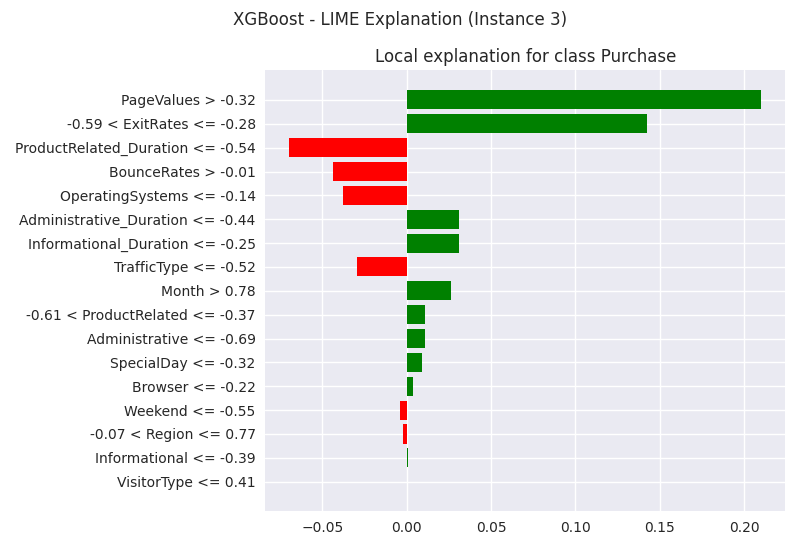 XGBoost - LIME Explanation (Instance 3)
Local explanation for class Purchase
PageValues > -0.32
-0.59 < ExitRates <= -0.28
ProductRelated_Duration <= -0.54
BounceRates > -0.01
OperatingSystems <= -0.14
Administrative_Duration <= -0.44
Informational_Duration <= -0.25
TrafficType <= -0.52
Month > 0.78
-0.61 < ProductRelated <= -0.37
Administrative <= -0.69
SpecialDay <= -0.32
Browser <= -0.22
Weekend <= -0.55
-0.07 < Region <= 0.77
Informational <= -0.39
VisitorType <= 0.41
−0.05 0.00 0.05 0.10 0.15 0.20